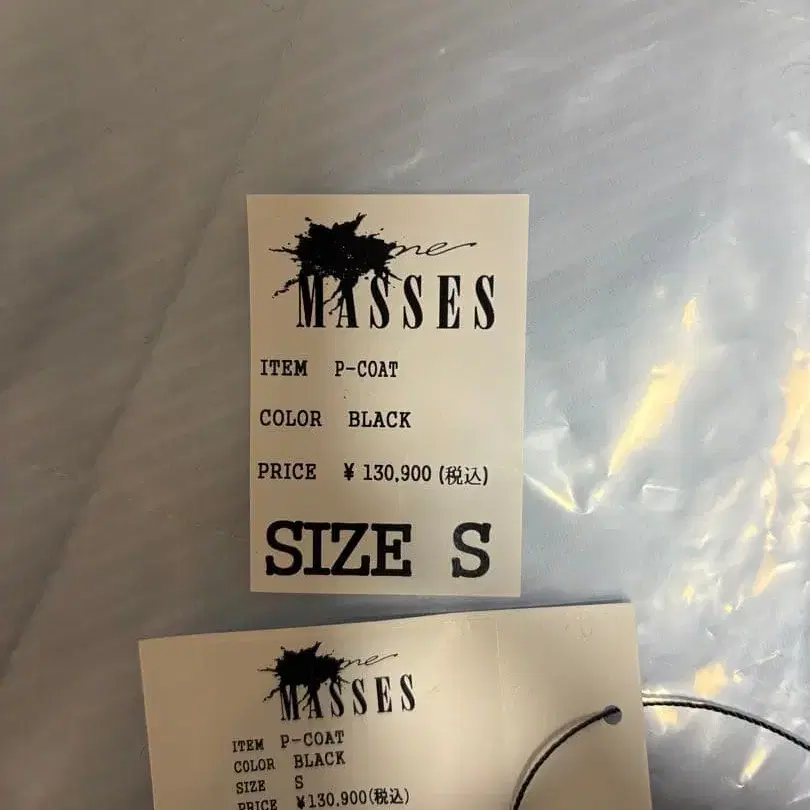 me
MASSES
ITEM P-COAT
COLOR BLACK
PRICE ¥ 130,900 (税込)
SIZE S
me
MASSES
ITEM P-COAT
COLOR BLACK
SIZE S
PRICE ¥130,900(税込)